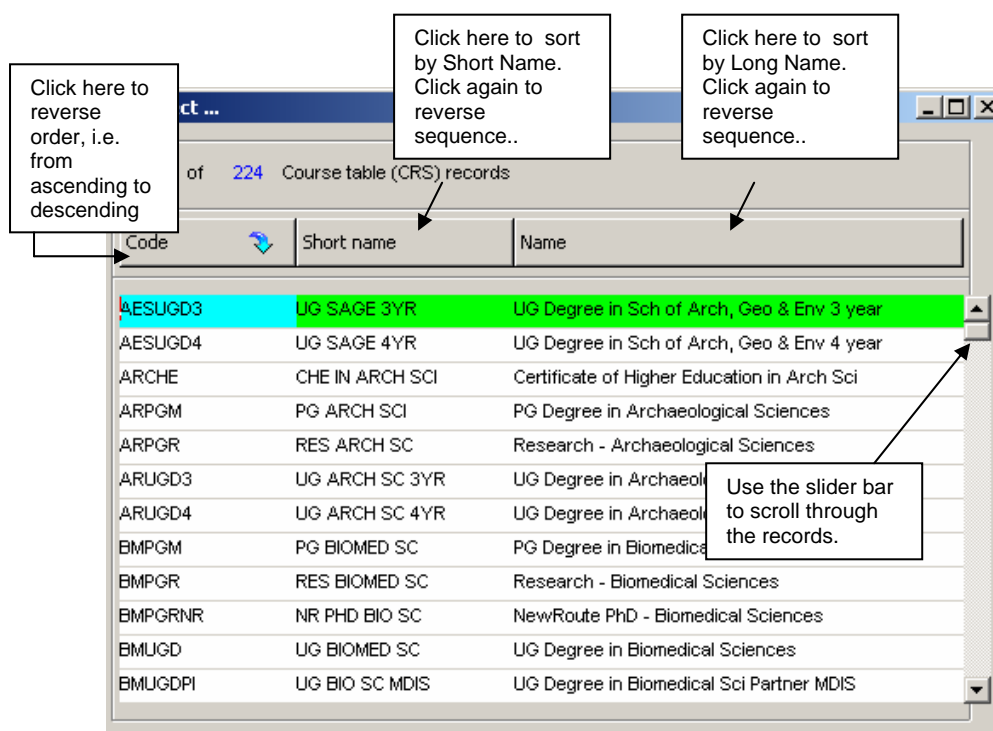 Click here to
reverse
order, i.e.
from
ascending to
descending
Click here to sort
by Short Name.
Click again to
reverse
sequence..
Click here to sort
by Long Name.
Click again to
reverse
sequence..
ct ...
of 224 Course table (CRS) records
Code Short name Name
AESUGD3 UG SAGE 3YR UG Degree in Sch of Arch, Geo & Env 3 year
AESUGD4 UG SAGE 4YR UG Degree in Sch of Arch, Geo & Env 4 year
ARCHE CHE IN ARCH SCI Certificate of Higher Education in Arch Sci
ARPGM PG ARCH SCI PG Degree in Archaeological Sciences
ARPGR RES ARCH SC Research - Archaeological Sciences
ARUGD3 UG ARCH SC 3YR UG Degree in Archaeol
ARUGD4 UG ARCH SC 4YR UG Degree in Archaeol
BMPGM PG BIOMED SC PG Degree in Biomedica
BMPGR RES BIOMED SC Research - Biomedical Sciences
BMPGRNR NR PHD BIO SC NewRoute PhD - Biomedical Sciences
BMUGD UG BIOMED SC UG Degree in Biomedical Sciences
BMUGDPI UG BIO SC MDIS UG Degree in Biomedical Sci Partner MDIS
Use the slider bar
to scroll through
the records.